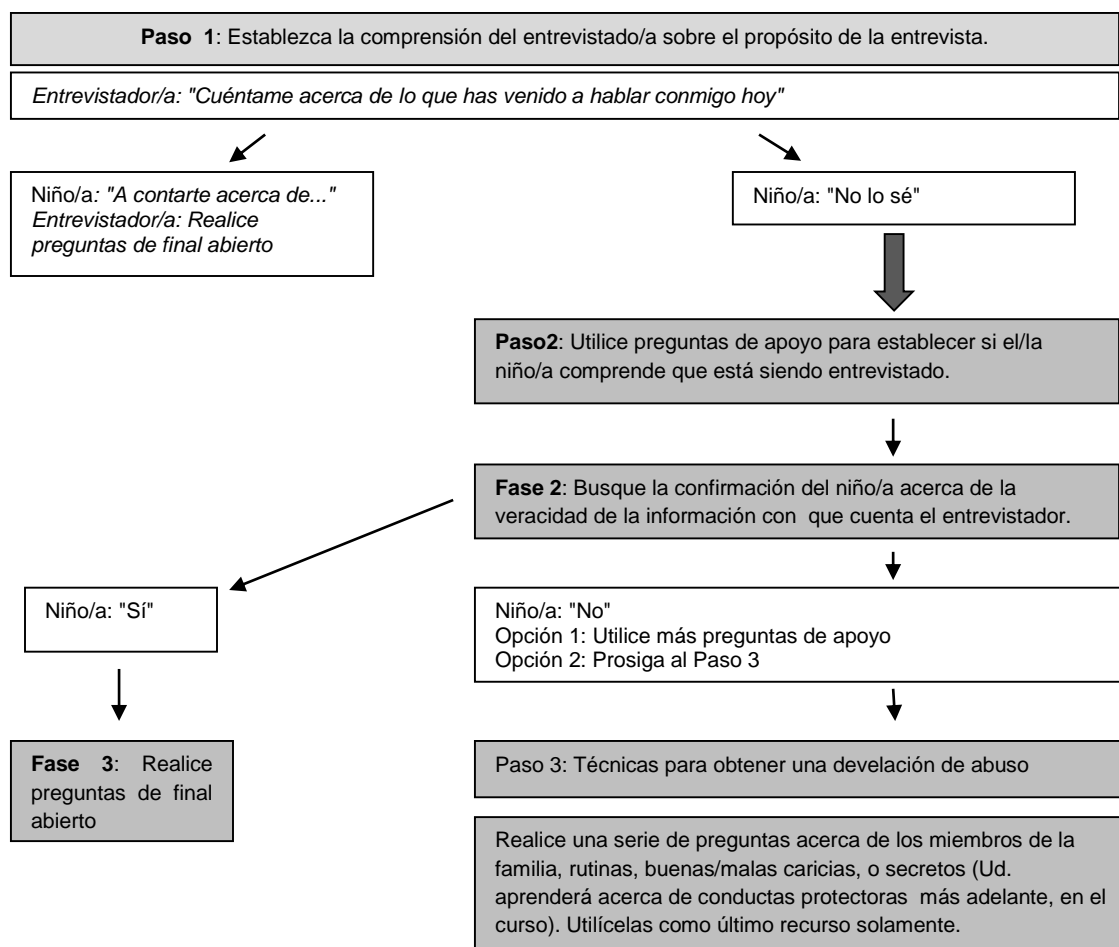 Paso 1: Establezca la comprensión del entrevistado/a sobre el propósito de la entrevista.
Entrevistador/a: "Cuéntame acerca de lo que has venido a hablar conmigo hoy"
Niño/a: "A contarte acerca de..."
Entrevistador/a: Realice
preguntas de final abierto
Niño/a: "No lo sé"
Paso2: Utilice preguntas de apoyo para establecer si el/la
niño/a comprende que está siendo entrevistado.
Fase 2: Busque la confirmación del niño/a acerca de la
veracidad de la información con que cuenta el entrevistador.
Niño/a: "Sí"
Niño/a: "No"
Opción 1: Utilice más preguntas de apoyo
Opción 2: Prosiga al Paso 3
Fase 3: Realice
preguntas de final
abierto
Paso 3: Técnicas para obtener una develación de abuso
Realice una serie de preguntas acerca de los miembros de la
familia, rutinas, buenas/malas caricias, o secretos (Ud.
aprenderá acerca de conductas protectoras más adelante, en el
curso). Utilícelas como último recurso solamente.